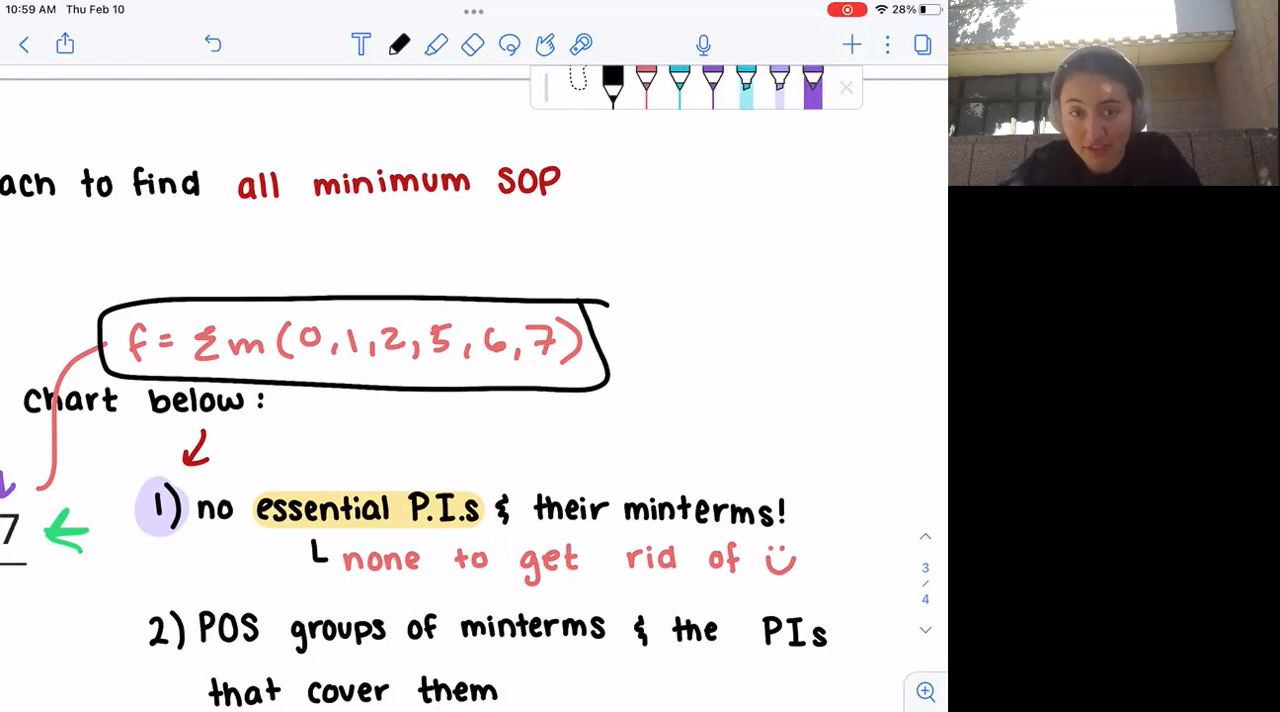 10:59 AM Thu Feb 10
28%
ach to find all minimum SOP
f = Σm(0,1,2,5,6,7)
chart below:
7
1) no essential P.I.s & their minterms!
none to get rid of
2) POS groups of minterms & the PIs
that cover them
3
/
4